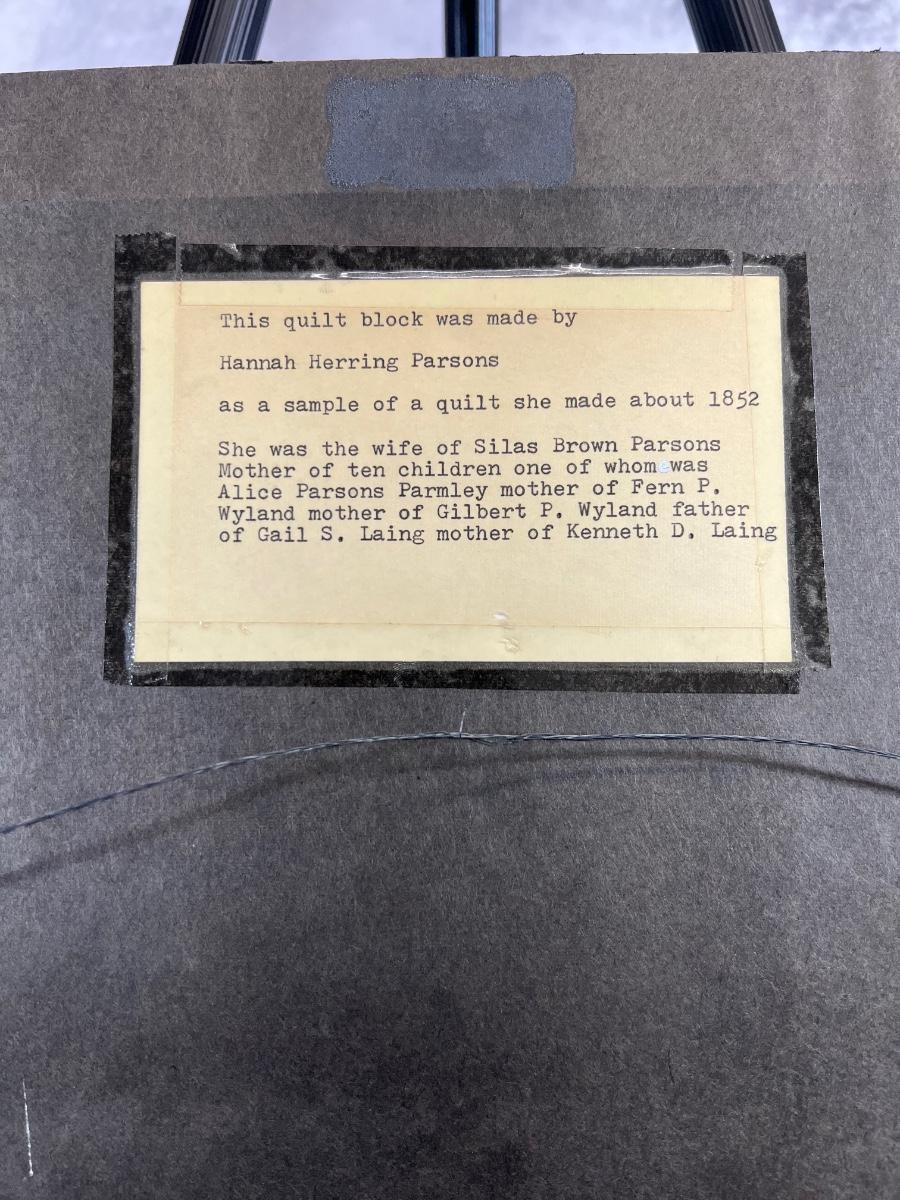 This quilt block was made by
Hannah Herring Parsons
as a sample of a quilt she made about 1852
She was the wife of Silas Brown Parsons
Mother of ten children one of whom was
Alice Parsons Parmley mother of Fern P.
Wyland mother of Gilbert P. Wyland father
of Gail S. Laing mother of Kenneth D. Laing